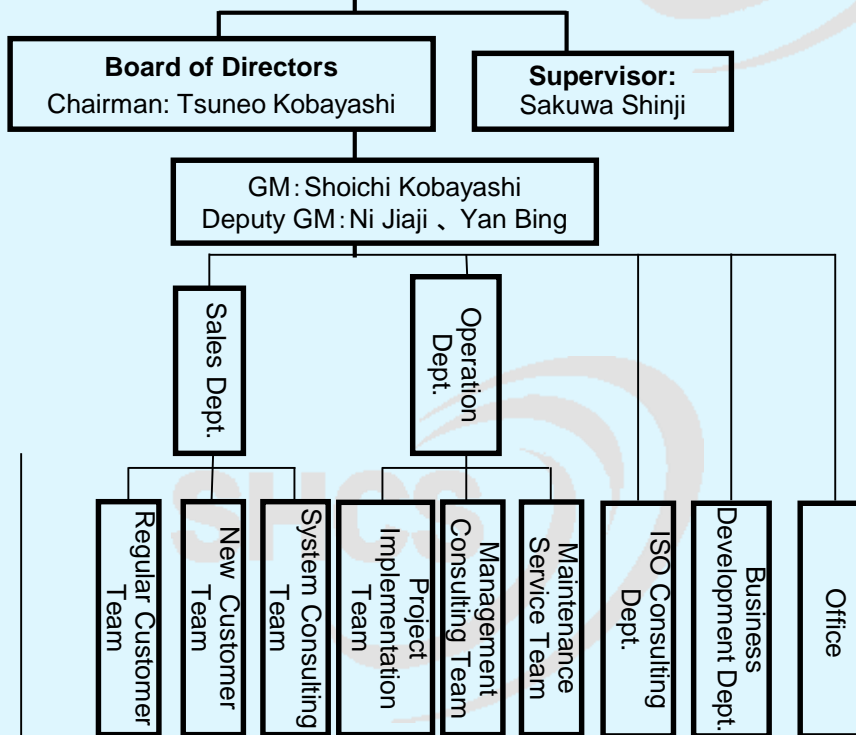 Board of Directors
Chairman: Tsuneo Kobayashi
Supervisor:
Sakuwa Shinji
GM:Shoichi Kobayashi
Deputy GM:Ni Jiaji 、Yan Bing
Sales Dept.
Operation
Dept.
Regular Customer
Team
New Customer
Team
System Consulting
Team
Project
Implementation
Team
Management
Consulting Team
Maintenance
Service Team
ISO Consulting
Dept.
Business
Development Dept.
Office
SHCS